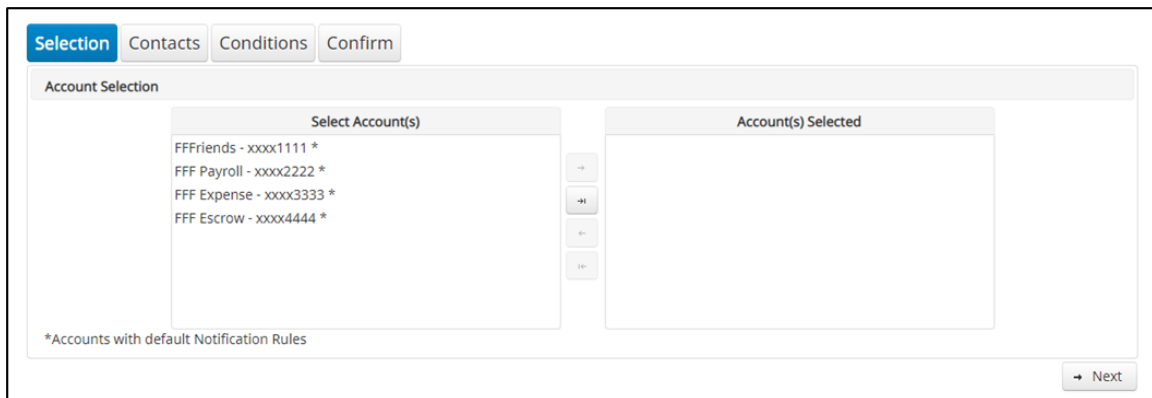 Selection Contacts Conditions Confirm
Account Selection
Select Account(s) Account(s) Selected
FFFriends - xxxx1111 *
FFF Payroll - xxxx2222 *
FFF Expense - xxxx3333 *
FFF Escrow - xxxx4444 *
*Accounts with default Notification Rules
Next